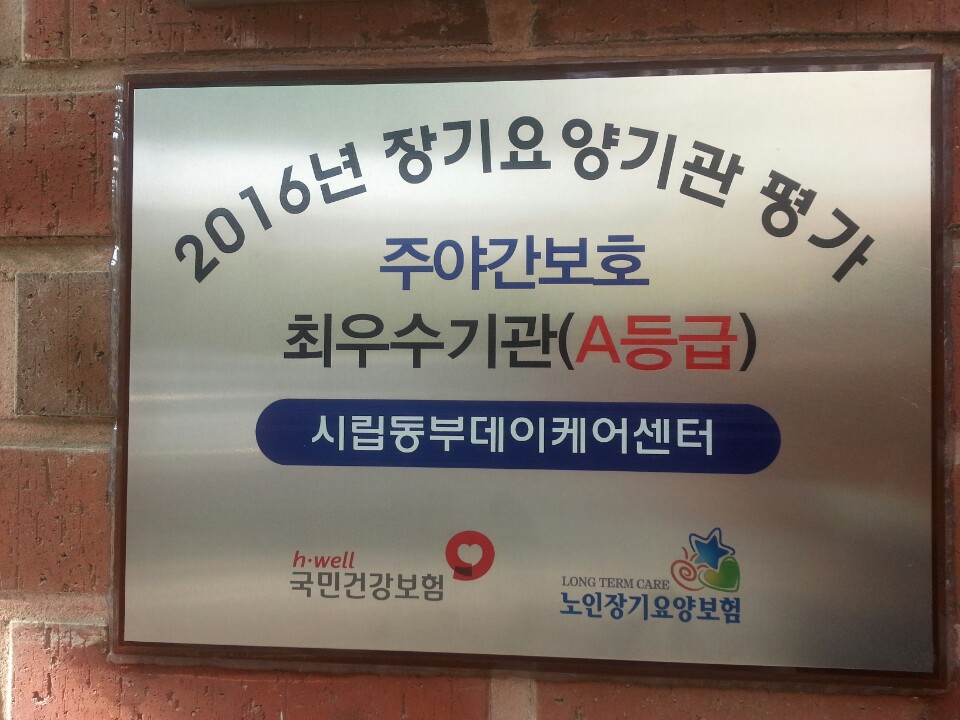 2016년 장기요양기관 평가
주야간보호
최우수기관(A등급)
시립동부데이케어센터
h·well
국민건강보험
LONG TERM CARE
노인장기요양보험